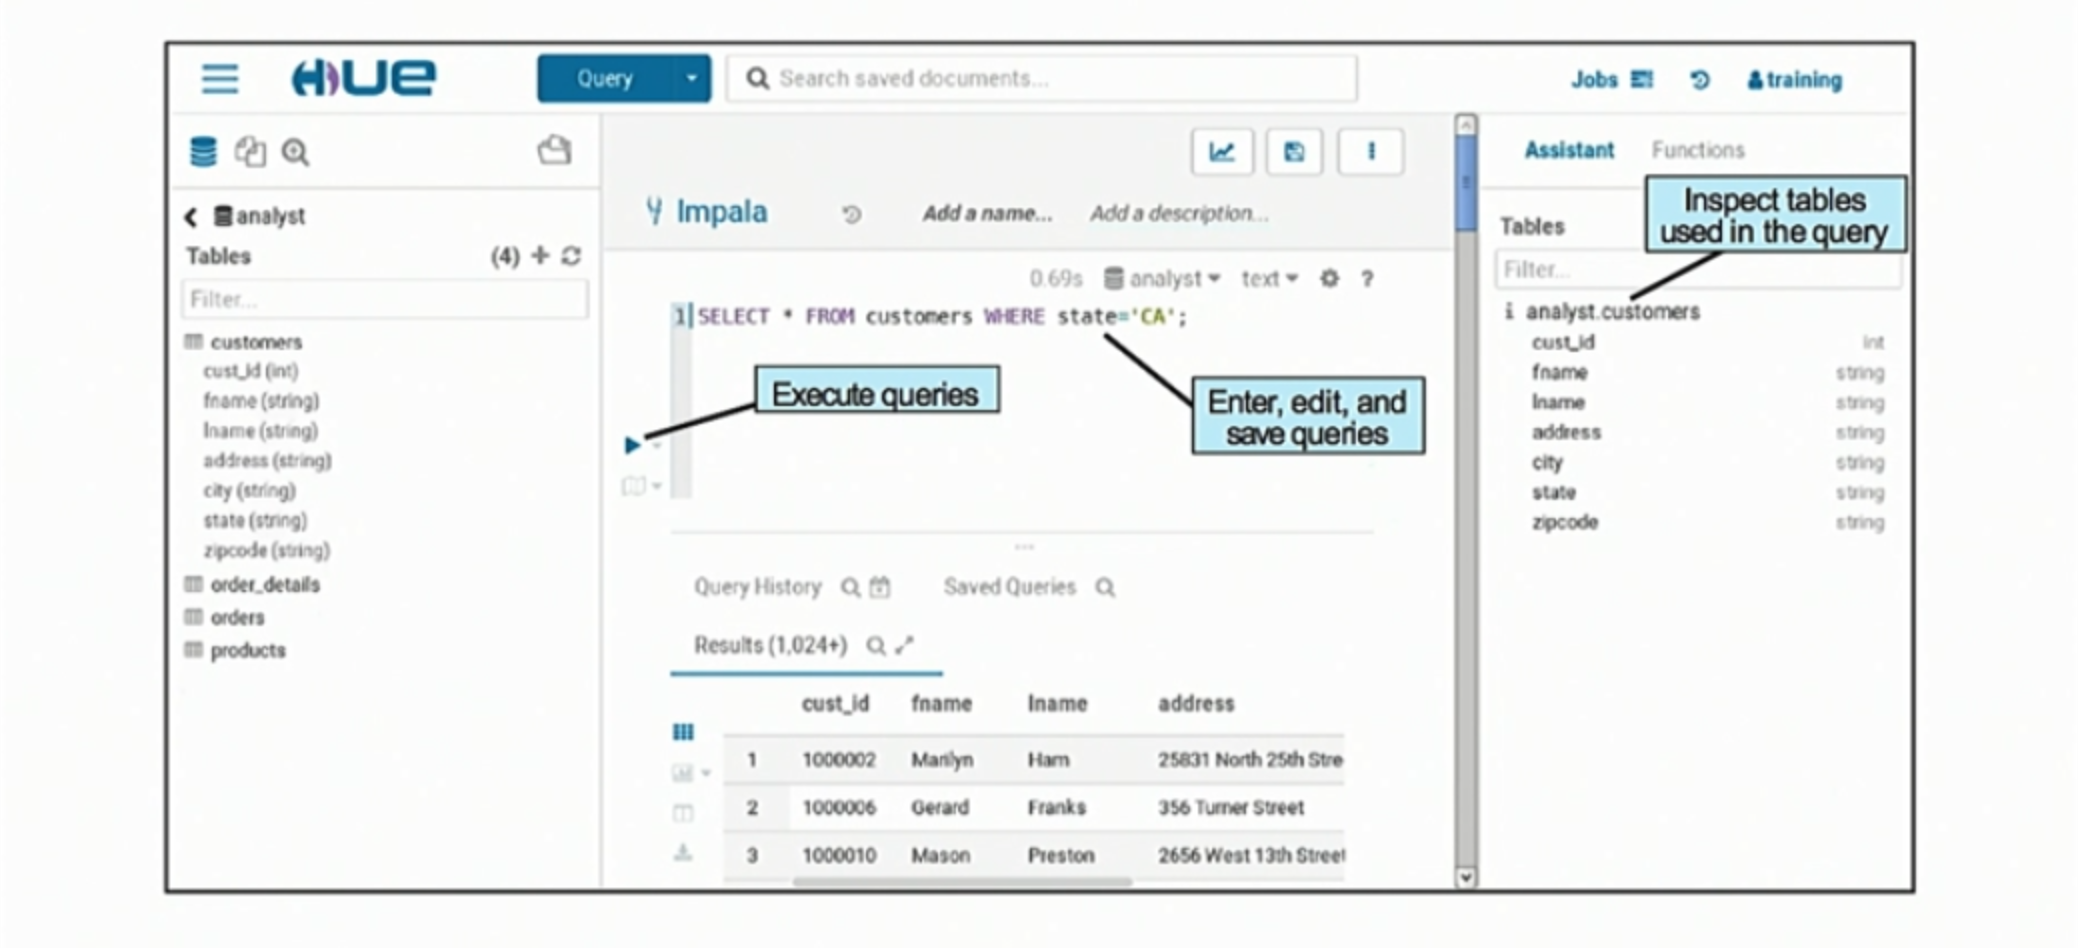 HUE
Query
Search saved documents...
Jobs
training
analyst
Tables
(4)
Filter...
customers
cust_id (int)
fname (string)
lname (string)
address (string)
city (string)
state (string)
zipcode (string)
order_details
orders
products
Impala
Add a name...
Add a description...
0.69s
analyst
text
?
1 SELECT * FROM customers WHERE state='CA';
Execute queries
Enter, edit, and
save queries
Query History
Saved Queries
Results (1,024+)
cust_id fname lname address
1 1000002 Marilyn Ham 25831 North 25th Stre
2 1000006 Gerard Franks 356 Turner Street
3 1000010 Mason Preston 2656 West 13th Street
Assistant
Functions
Inspect tables
used in the query
Tables
Filter...
i analyst.customers
cust_id int
fname string
lname string
address string
city string
state string
zipcode string